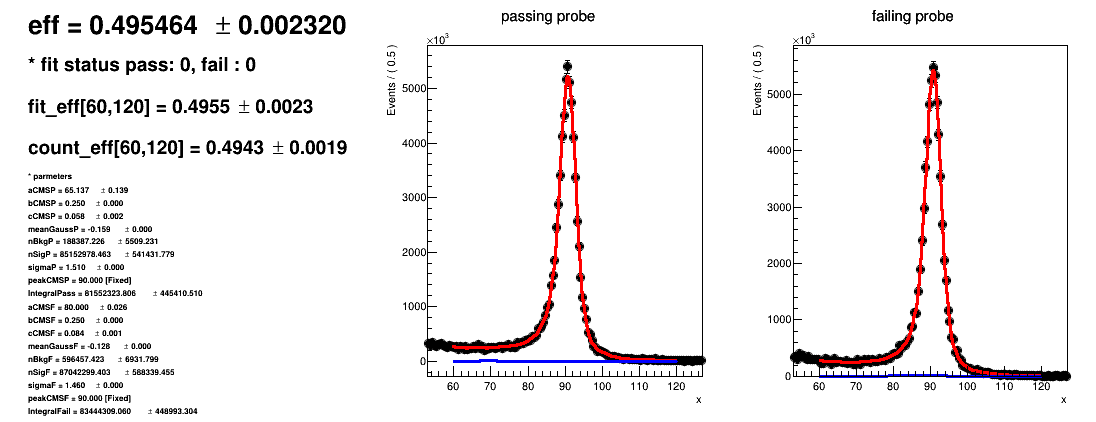 eff = 0.495464 ± 0.002320
* fit status pass: 0, fail : 0
fit_eff[60,120] = 0.4955 ± 0.0023
count_eff[60,120] = 0.4943 ± 0.0019
* parmeters
aCMSP = 65.137 ± 0.139
bCMSP = 0.250 ± 0.000
cCMSP = 0.058 ± 0.002
meanGaussP = -0.159 ± 0.000
nBkgP = 188387.226 ± 5509.231
nSigP = 85152978.463 ± 541431.779
sigmaP = 1.510 ± 0.000
peakCMSP = 90.000 [Fixed]
IntegralPass = 81552323.806 ± 445410.510
aCMSF = 80.000 ± 0.026
bCMSF = 0.250 ± 0.000
cCMSF = 0.084 ± 0.001
meanGaussF = -0.128 ± 0.000
nBkgF = 596457.423 ± 6931.799
nSigF = 87042299.403 ± 588339.455
sigmaF = 1.460 ± 0.000
peakCMSF = 90.000 [Fixed]
IntegralFail = 83444309.060 ± 448993.304
passing probe
×10³
Events / ( 0.5 )
5000
4000
3000
2000
1000
0
60 70 80 90 100 110 120
x
failing probe
×10³
Events / ( 0.5 )
5000
4000
3000
2000
1000
0
60 70 80 90 100 110 120
x